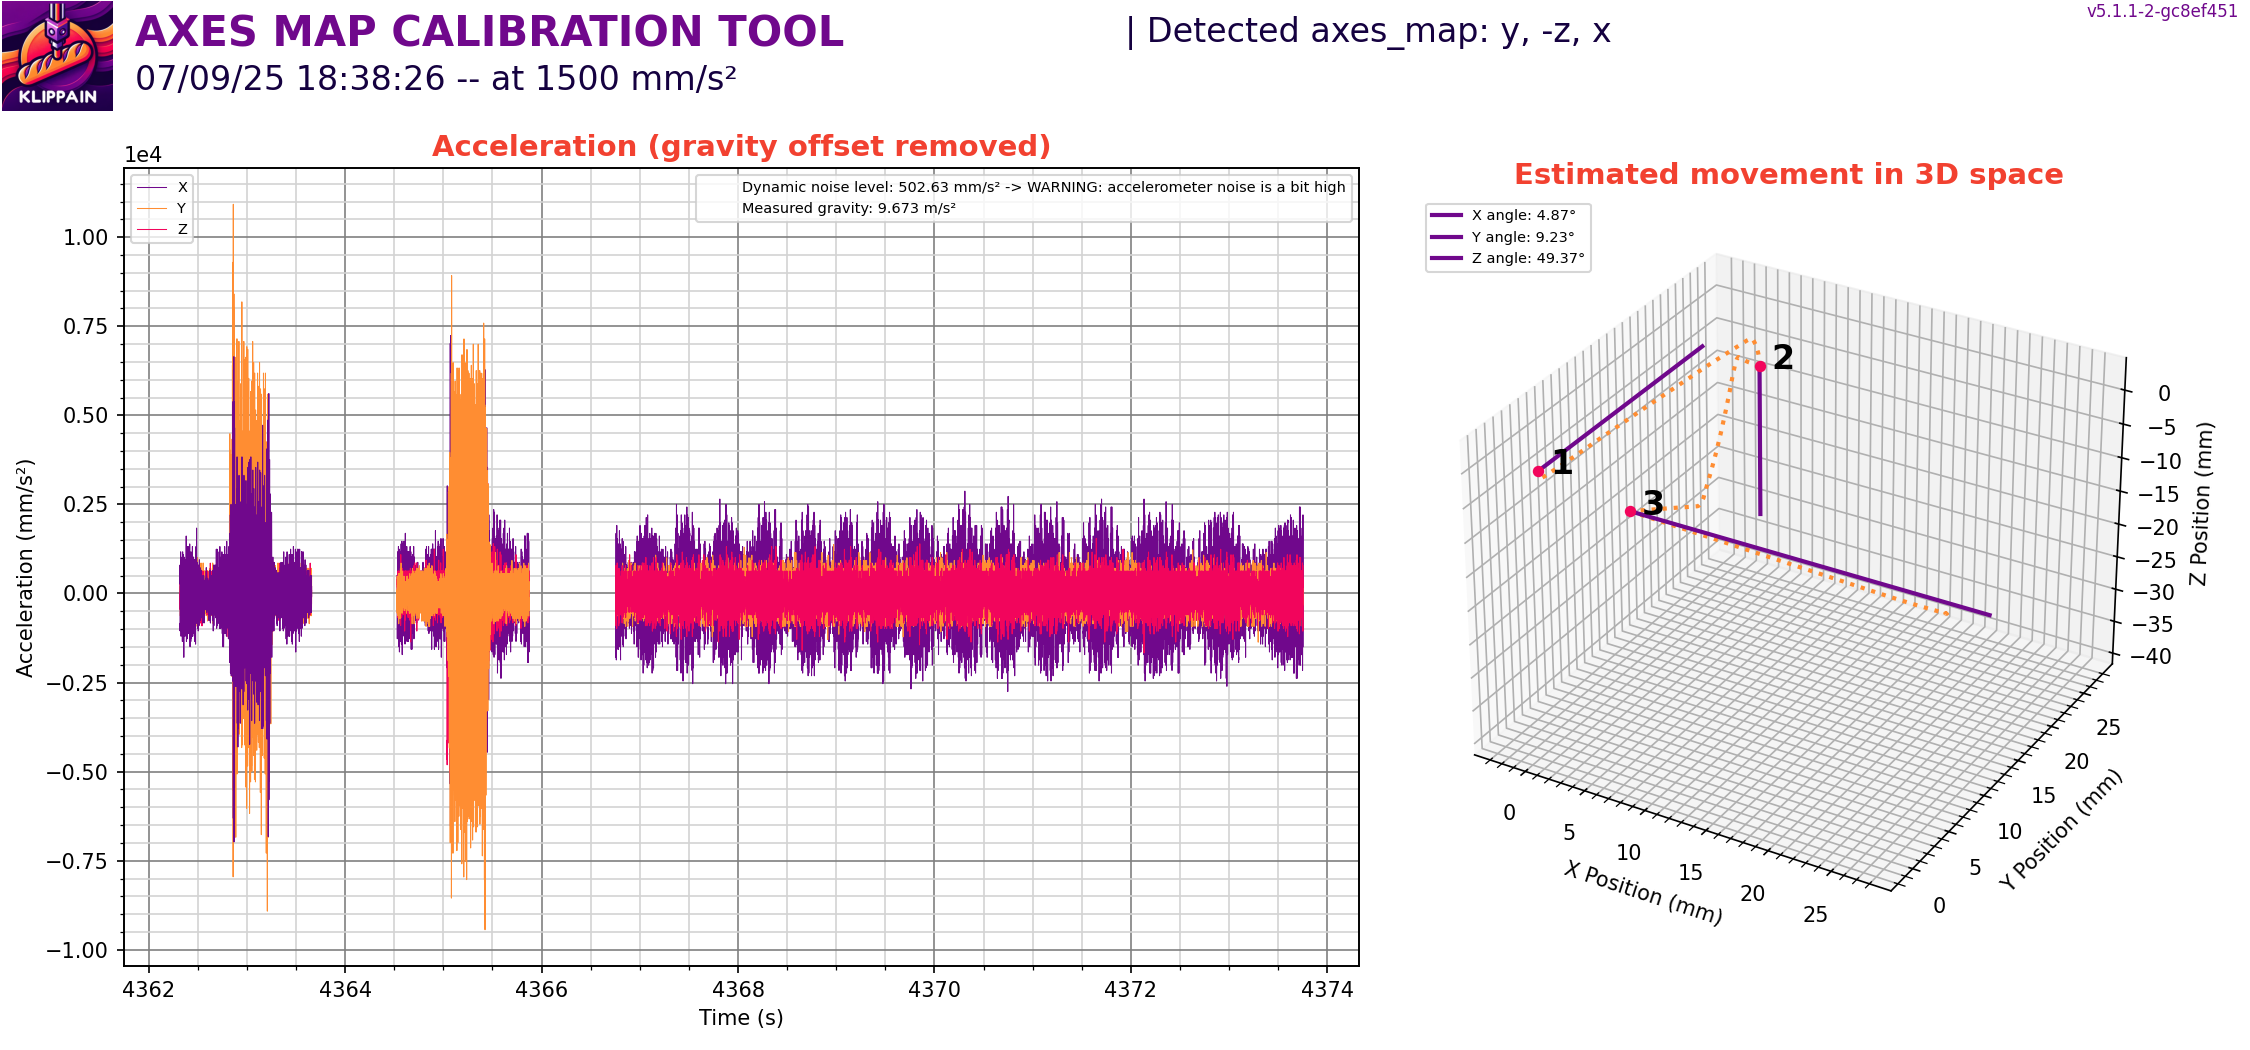 KLIPPAIN
AXES MAP CALIBRATION TOOL
| Detected axes_map: y, -z, x
v5.1.1-2-gc8ef451
07/09/25 18:38:26 -- at 1500 mm/s²
Acceleration (gravity offset removed)
1e4
X
Y
Z
Dynamic noise level: 502.63 mm/s² -> WARNING: accelerometer noise is a bit high
Measured gravity: 9.673 m/s²
1.00
0.75
0.50
0.25
0.00
−0.25
−0.50
−0.75
−1.00
Acceleration (mm/s²)
4362
4364
4366
4368
4370
4372
4374
Time (s)
Estimated movement in 3D space
X angle: 4.87°
Y angle: 9.23°
Z angle: 49.37°
1
2
3
0
−5
−10
−15
−20
−25
−30
−35
−40
Z Position (mm)
0
5
10
15
20
25
X Position (mm)
0
5
10
15
20
25
Y Position (mm)